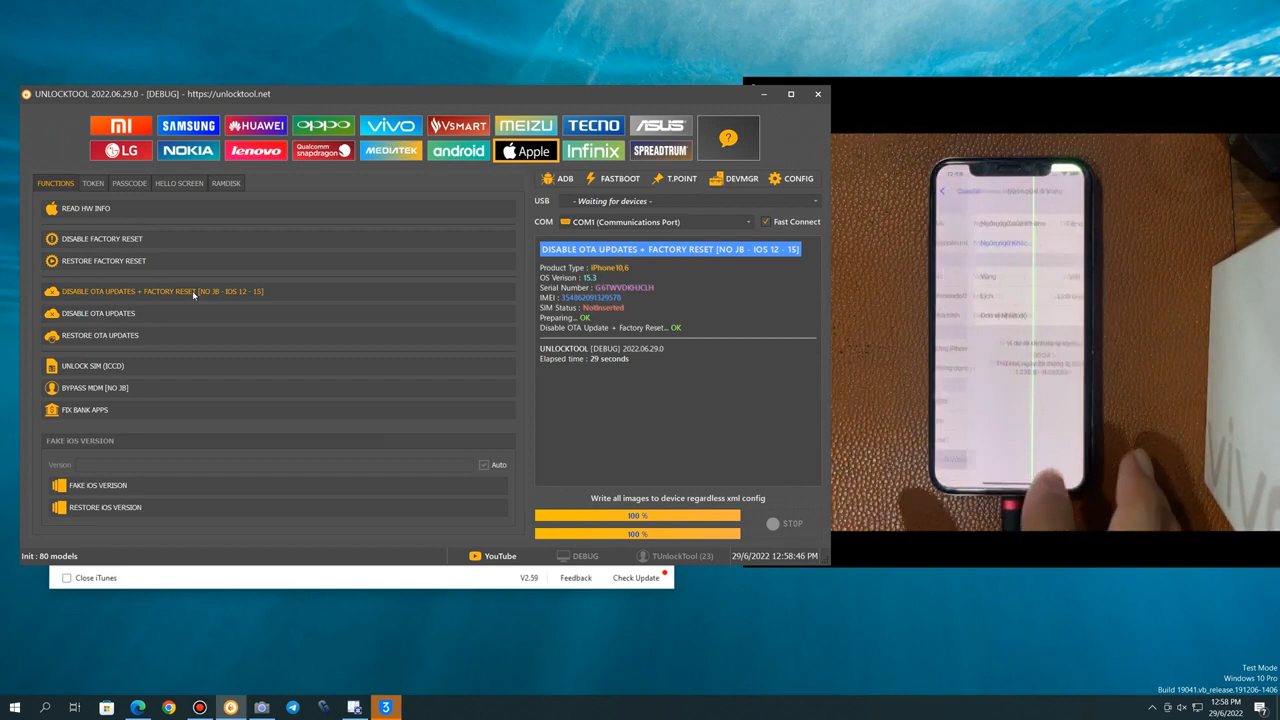 UNLOCKTOOL 2022.06.29.0 - [DEBUG] - https://unlocktool.net
MI SAMSUNG HUAWEI OPPO VIVO VSMART MEIZU TECNO ASUS ?
LG NOKIA lenovo Qualcomm snapdragon MEDIATEK android Apple Infinix SPREADTRUM
FUNCTIONS TOKEN PASSCODE HELLO SCREEN RAMDISK
READ HW INFO
DISABLE FACTORY RESET
RESTORE FACTORY RESET
DISABLE OTA UPDATES + FACTORY RESET [NO JB - IOS 12 - 15]
DISABLE OTA UPDATES
RESTORE OTA UPDATES
UNLOCK SIM (ICCD)
BYPASS MDM [NO JB]
FIX BANK APPS
FAKE iOS VERSION
Version Auto
FAKE iOS VERISON
RESTORE iOS VERSION
ADB FASTBOOT T.POINT DEVMGR CONFIG
USB - Waiting for devices -
COM COM1 (Communications Port) Fast Connect
DISABLE OTA UPDATES + FACTORY RESET [NO JB - IOS 12 - 15]
Product Type : iPhone10,6
OS Verison : 15.3
Serial Number : G6TWVDKHJCLH
IMEI : 354862091329578
SIM Status : NotInserted
Preparing... OK
Disable OTA Update + Factory Reset... OK
UNLOCKTOOL [DEBUG] 2022.06.29.0
Elapsed time : 29 seconds
Write all images to device regardless xml config
100 %
100 %
STOP
Init : 80 models YouTube DEBUG TUnlockTool (23) 29/6/2022 12:58:46 PM
Close iTunes V2.59 Feedback Check Update
Test Mode
Windows 10 Pro
Build 19041.vb_release.191206-1406
12:58 PM
29/6/2022
7